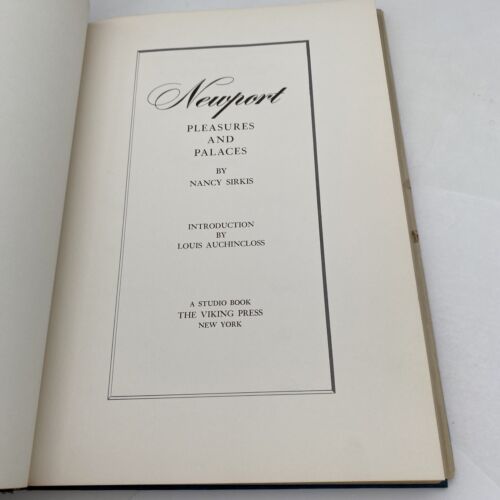 Newport
PLEASURES
AND
PALACES
BY
NANCY SIRKIS
INTRODUCTION
BY
LOUIS AUCHINCLOSS
A STUDIO BOOK
THE VIKING PRESS
NEW YORK